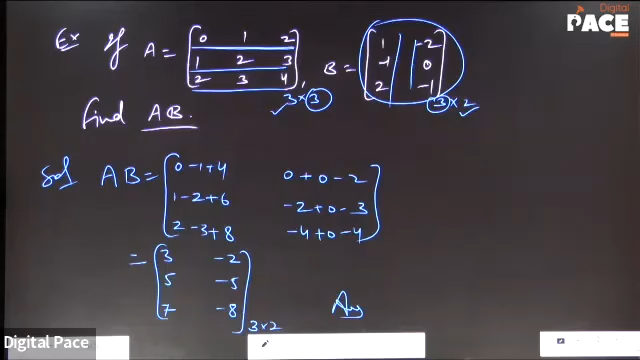 Digital
PACE
Ex If A = [0 1 2
1 2 3
2 3 4] 3×3, B = [1 -2
-1 0
2 -1] 3×2
Find AB.
Sol AB = [0-1+4 0+0-2
1-2+6 -2+0-3
2-3+8 -4+0-4]
= [3 -2
5 -5
7 -8] 3×2
Ans
Digital Pace